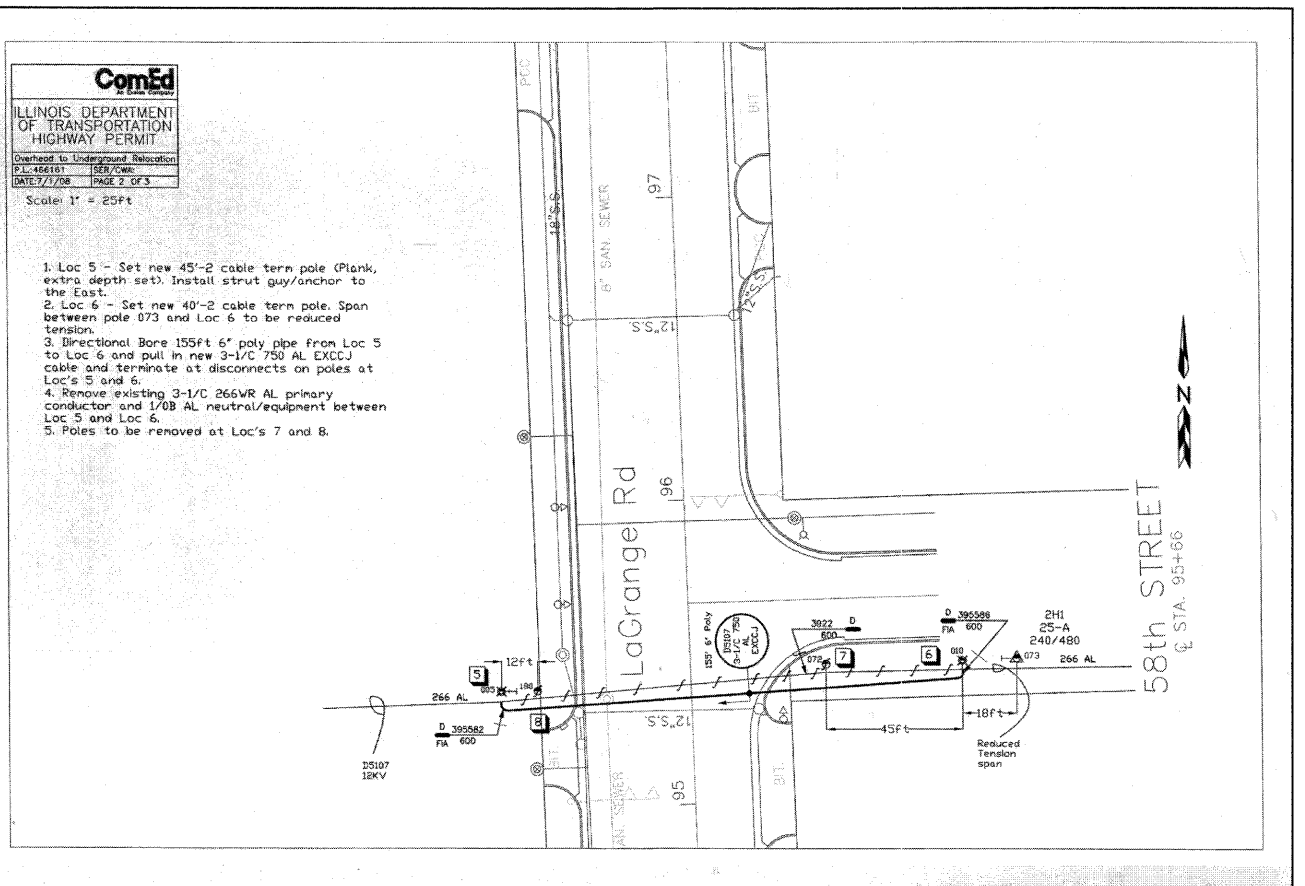 ComEd
An Exelon Company
ILLINOIS DEPARTMENT
OF TRANSPORTATION
HIGHWAY PERMIT
Overhead to Underground Relocation
P.L.:466161 SER/CWA:
DATE:7/1/08 PAGE 2 OF 3
Scale: 1" = 25ft
1. Loc 5 - Set new 45'-2 cable term pole (Plank,
extra depth set). Install strut guy/anchor to
the East.
2. Loc 6 - Set new 40'-2 cable term pole. Span
between pole 073 and Loc 6 to be reduced
tension.
3. Directional Bore 155ft 6" poly pipe from Loc 5
to Loc 6 and pull in new 3-1/C 750 AL EXCCJ
cable and terminate at disconnects on poles at
Loc's 5 and 6.
4. Remove existing 3-1/C 266WR AL primary
conductor and 1/0B AL neutral/equipment between
Loc 5 and Loc 6.
5. Poles to be removed at Loc's 7 and 8.
PCC
18"S.S.
8" SAN. SEWER
97
BIT.
12"S.S.
12"S.S.
N
LaGrange Rd
96
58th STREET
℄ STA. 95+66
155' 6" Poly
D5107
3-1/C 750
AL
EXCCJ
3922 D
600
D 395586
FIA 600
2H1
25-A
240/480
073
266 AL
072
7
6
010
5
12ft
005
266 AL
8
D 395582
FIA 600
D5107
12KV
12"S.S.
45ft
18ft
Reduced
Tension
span
BIT
AN. SEWER
95
BIT.